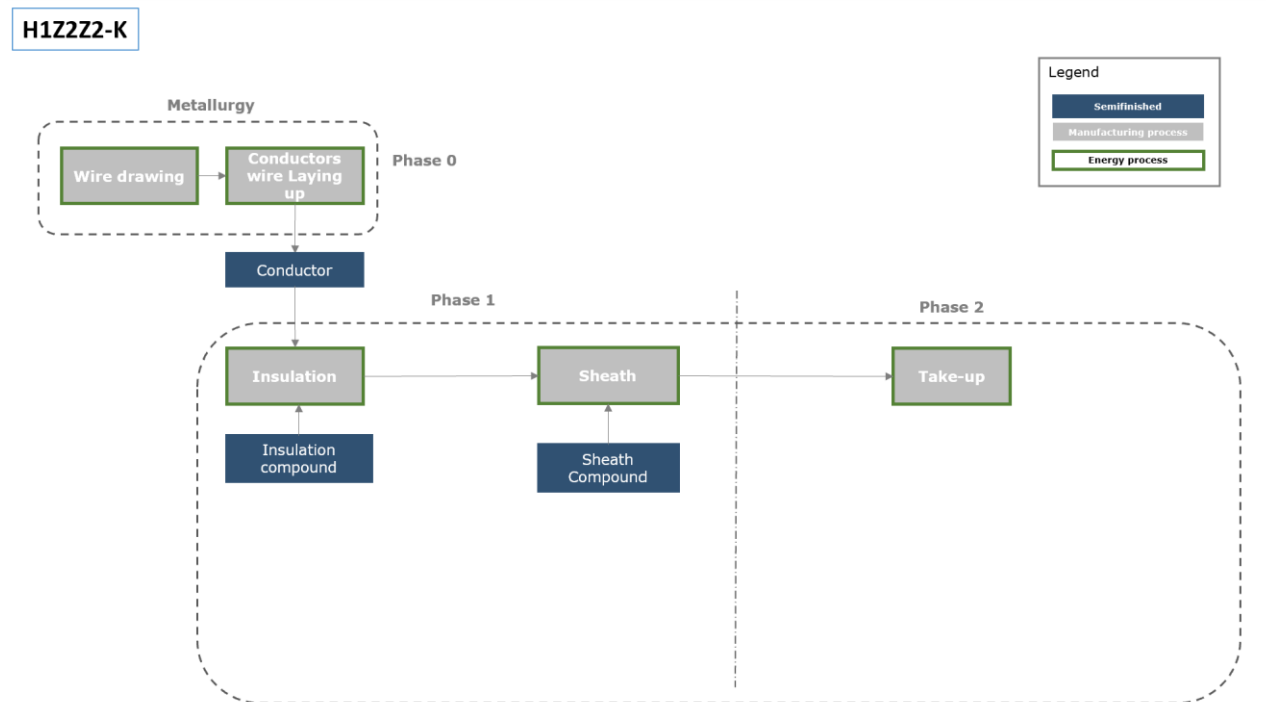 H1Z2Z2-K
Legend
Semifinished
Manufacturing process
Energy process
Metallurgy
Phase 0
Wire drawing
Conductors
wire Laying
up
Conductor
Phase 1
Phase 2
Insulation
Sheath
Take-up
Insulation
compound
Sheath
Compound